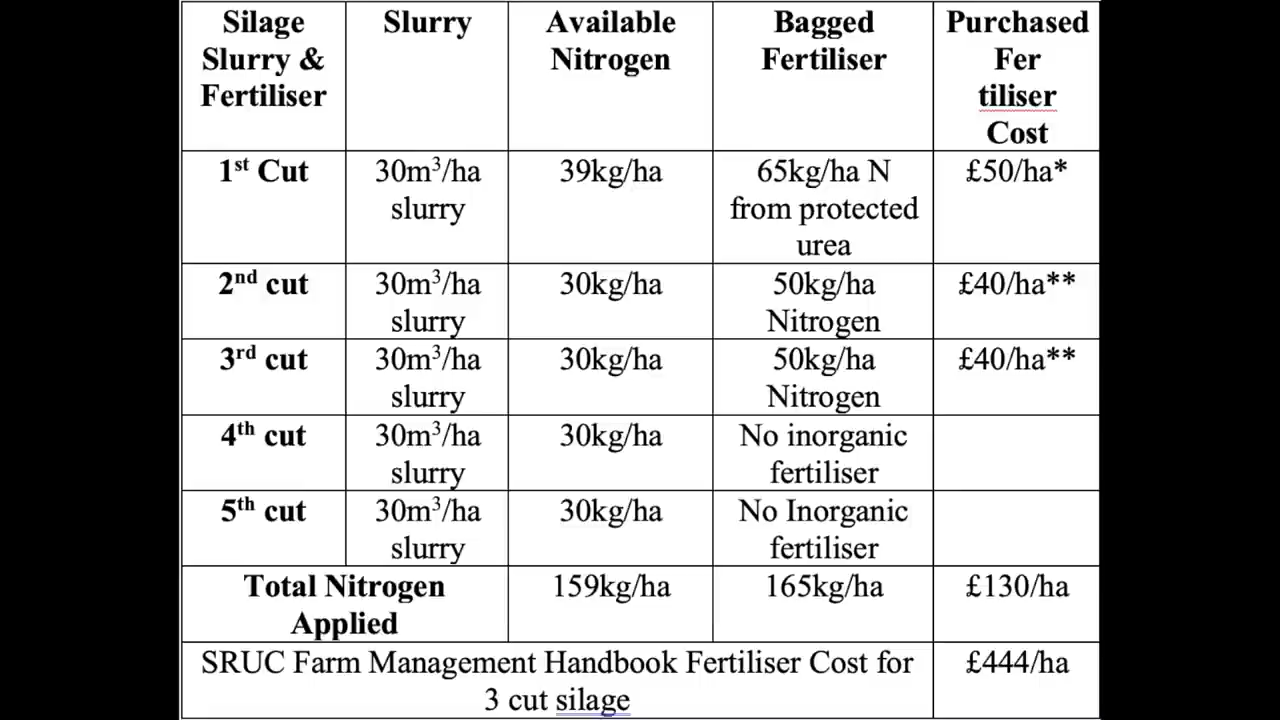 Silage Slurry & Fertiliser
Slurry
Available Nitrogen
Bagged Fertiliser
Purchased Fer tiliser Cost
1st Cut
30m³/ha slurry
39kg/ha
65kg/ha N from protected urea
£50/ha*
2nd cut
30m³/ha slurry
30kg/ha
50kg/ha Nitrogen
£40/ha**
3rd cut
30m³/ha slurry
30kg/ha
50kg/ha Nitrogen
£40/ha**
4th cut
30m³/ha slurry
30kg/ha
No inorganic fertiliser
5th cut
30m³/ha slurry
30kg/ha
No Inorganic fertiliser
Total Nitrogen Applied
159kg/ha
165kg/ha
£130/ha
SRUC Farm Management Handbook Fertiliser Cost for 3 cut silage
£444/ha